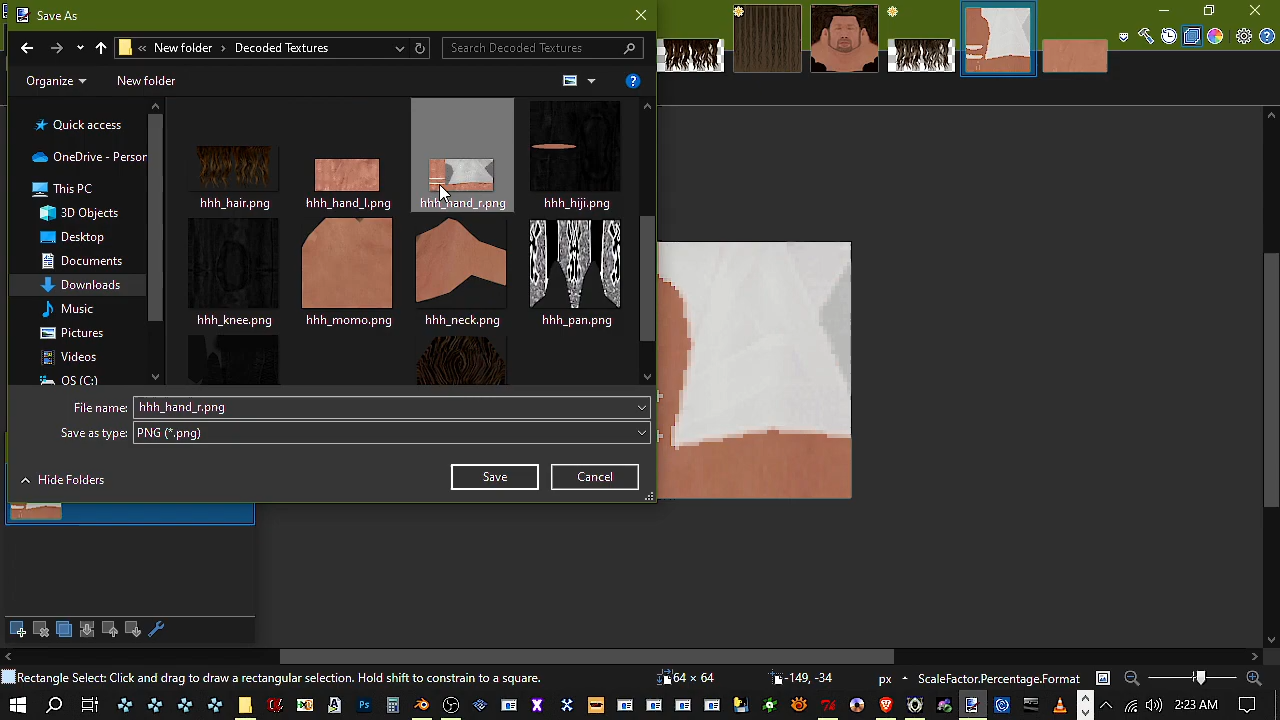 Save As
New folder
Decoded Textures
Search Decoded Textures
Organize
New folder
Quick access
OneDrive - Person
This PC
3D Objects
Desktop
Documents
Downloads
Music
Pictures
Videos
OS (C:)
hhh_hair.png
hhh_hand_l.png
hhh_hand_r.png
hhh_hiji.png
hhh_knee.png
hhh_momo.png
hhh_neck.png
hhh_pan.png
File name:
hhh_hand_r.png
Save as type:
PNG (*.png)
Hide Folders
Save
Cancel
Rectangle Select: Click and drag to draw a rectangular selection. Hold shift to constrain to a square.
64 × 64
-149, -34
px
ScaleFactor.Percentage.Format
2:23 AM